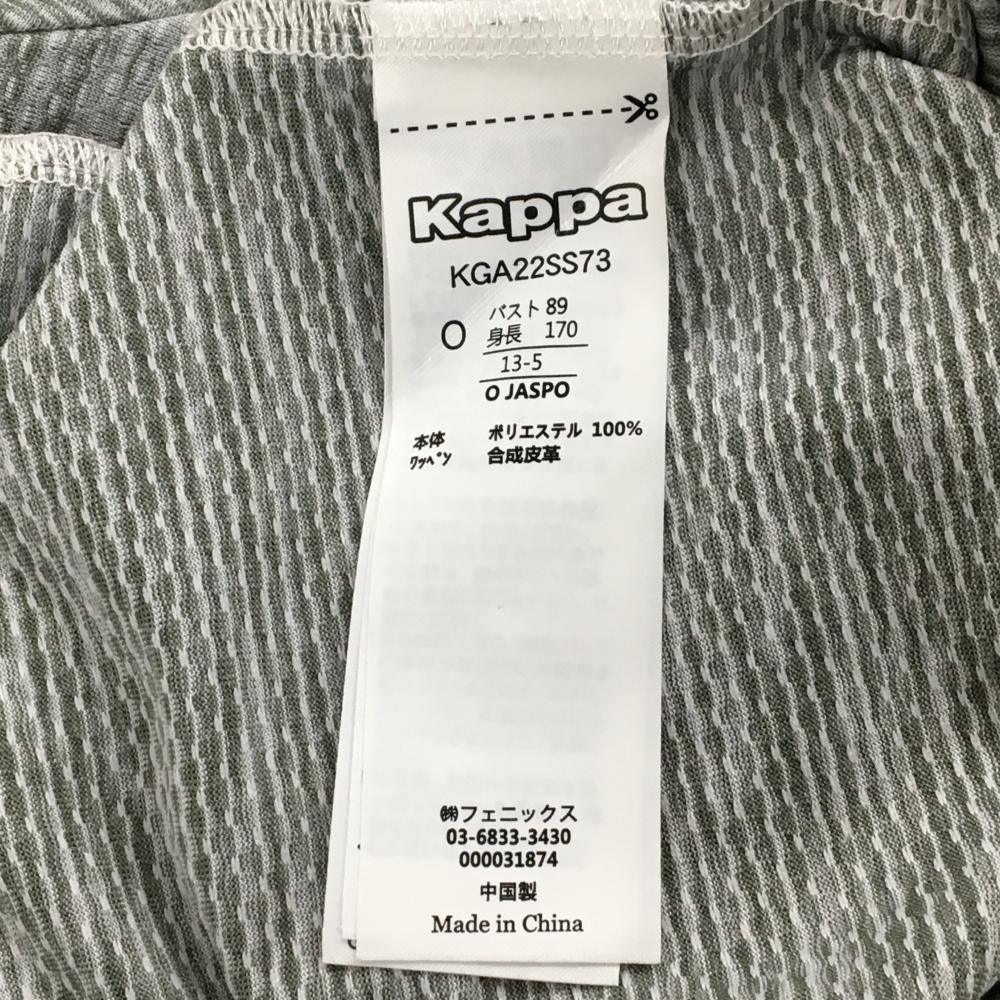 Kappa
KGA22SS73
O バスト 89
身長 170
13-5
O JASPO
本体 ポリエステル 100%
ワッペン 合成皮革
㈱フェニックス
03-6833-3430
000031874
中国製
Made in China